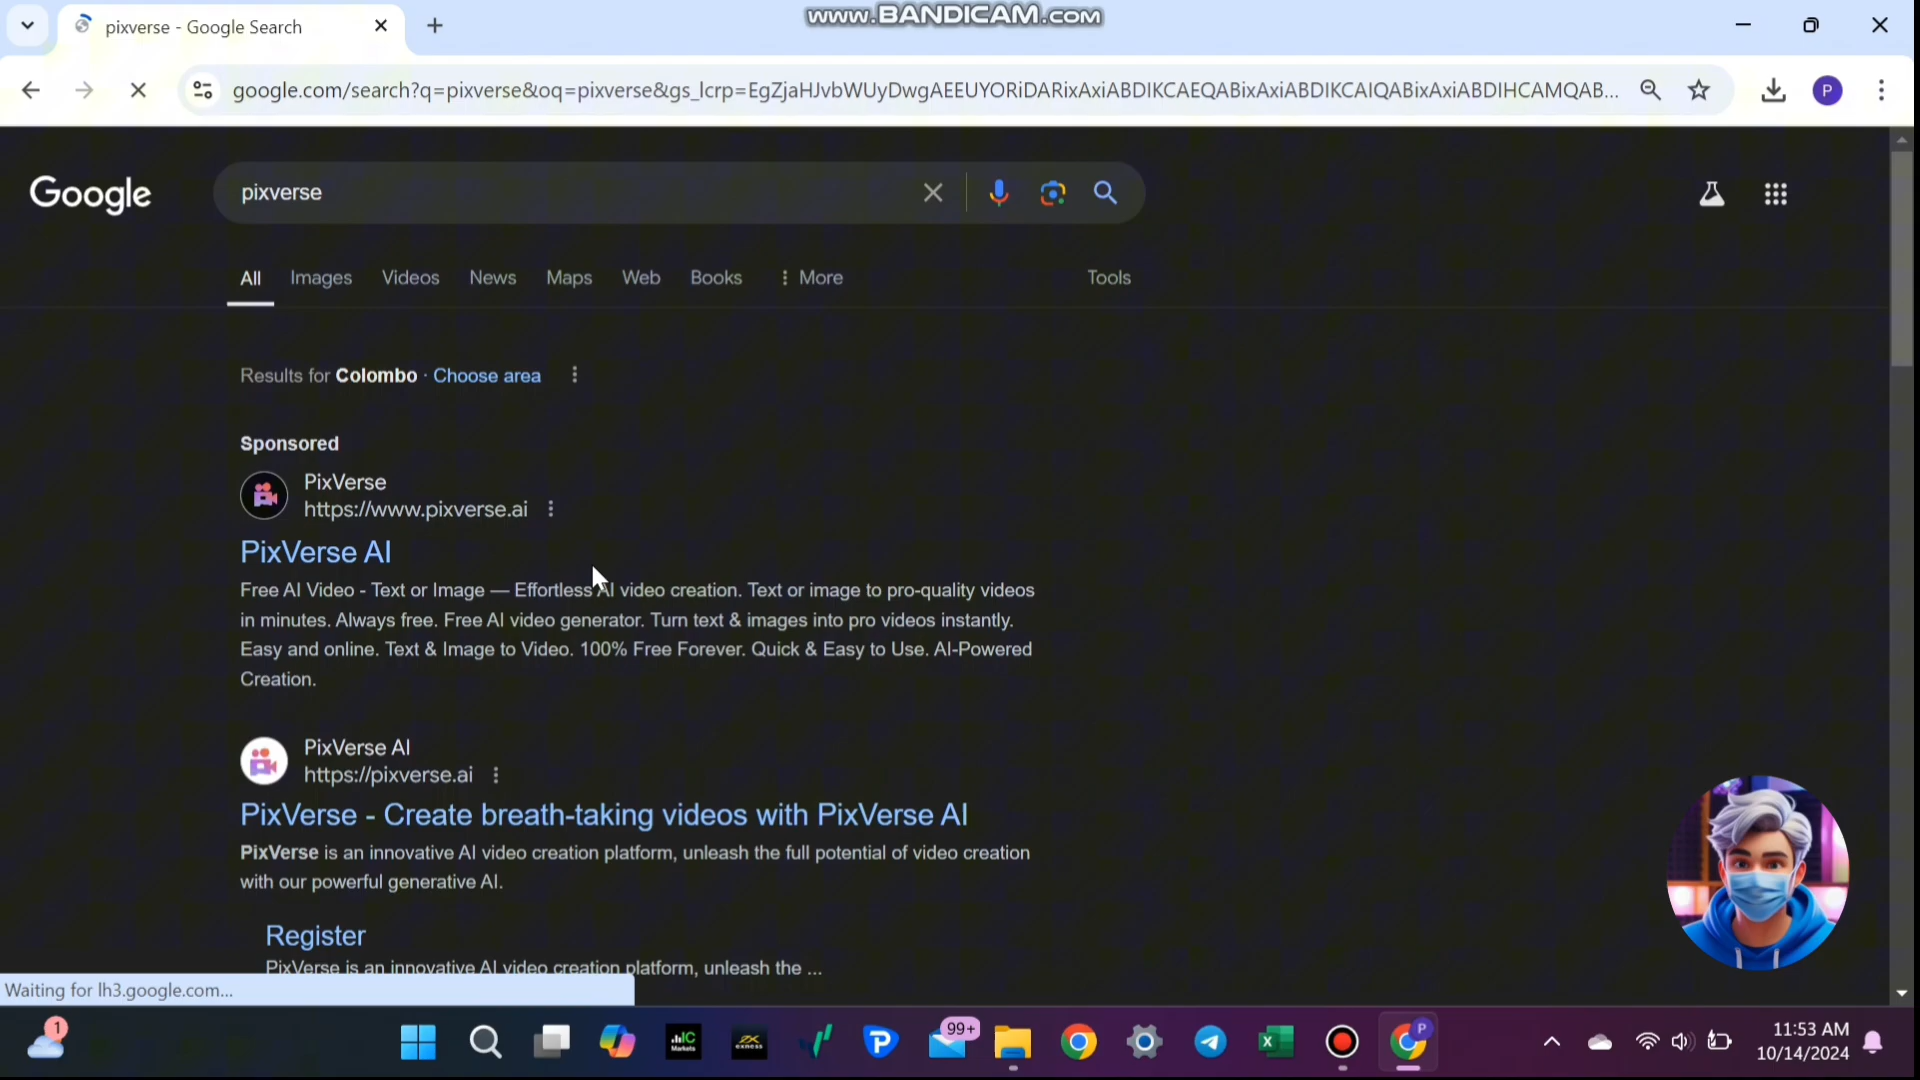 www.BANDICAM.com
pixverse - Google Search
google.com/search?q=pixverse&oq=pixverse&gs_lcrp=EgZjaHJvbWUyDwgAEEUYORiDARixAxiABDIKCAEQABixAxiABDIKCAIQABixAxiABDIHCAMQAB...
P
Google
pixverse
All Images Videos News Maps Web Books More Tools
Results for Colombo · Choose area
Sponsored
PixVerse
https://www.pixverse.ai
PixVerse AI
Free AI Video - Text or Image — Effortless AI video creation. Text or image to pro-quality videos
in minutes. Always free. Free AI video generator. Turn text & images into pro videos instantly.
Easy and online. Text & Image to Video. 100% Free Forever. Quick & Easy to Use. AI-Powered
Creation.
PixVerse AI
https://pixverse.ai
PixVerse - Create breath-taking videos with PixVerse AI
PixVerse is an innovative AI video creation platform, unleash the full potential of video creation
with our powerful generative AI.
Register
PixVerse is an innovative AI video creation platform, unleash the ...
Waiting for lh3.google.com...
1
IC
Markets
exness
99+
P
11:53 AM
10/14/2024